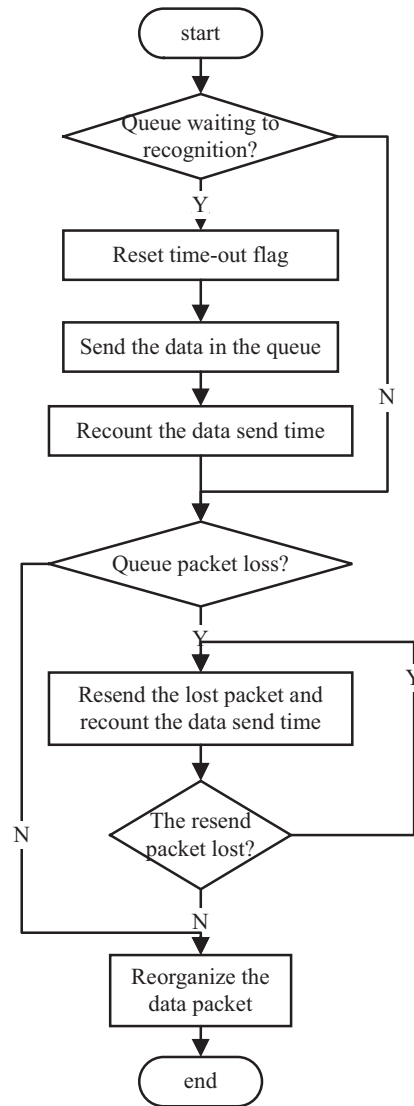 start
Queue waiting to
recognition?
Y
Reset time-out flag
Send the data in the queue
N
Recount the data send time
Queue packet loss?
Y
Y
Resend the lost packet and
recount the data send time
N
The resend
packet lost?
N
Reorganize the
data packet
end